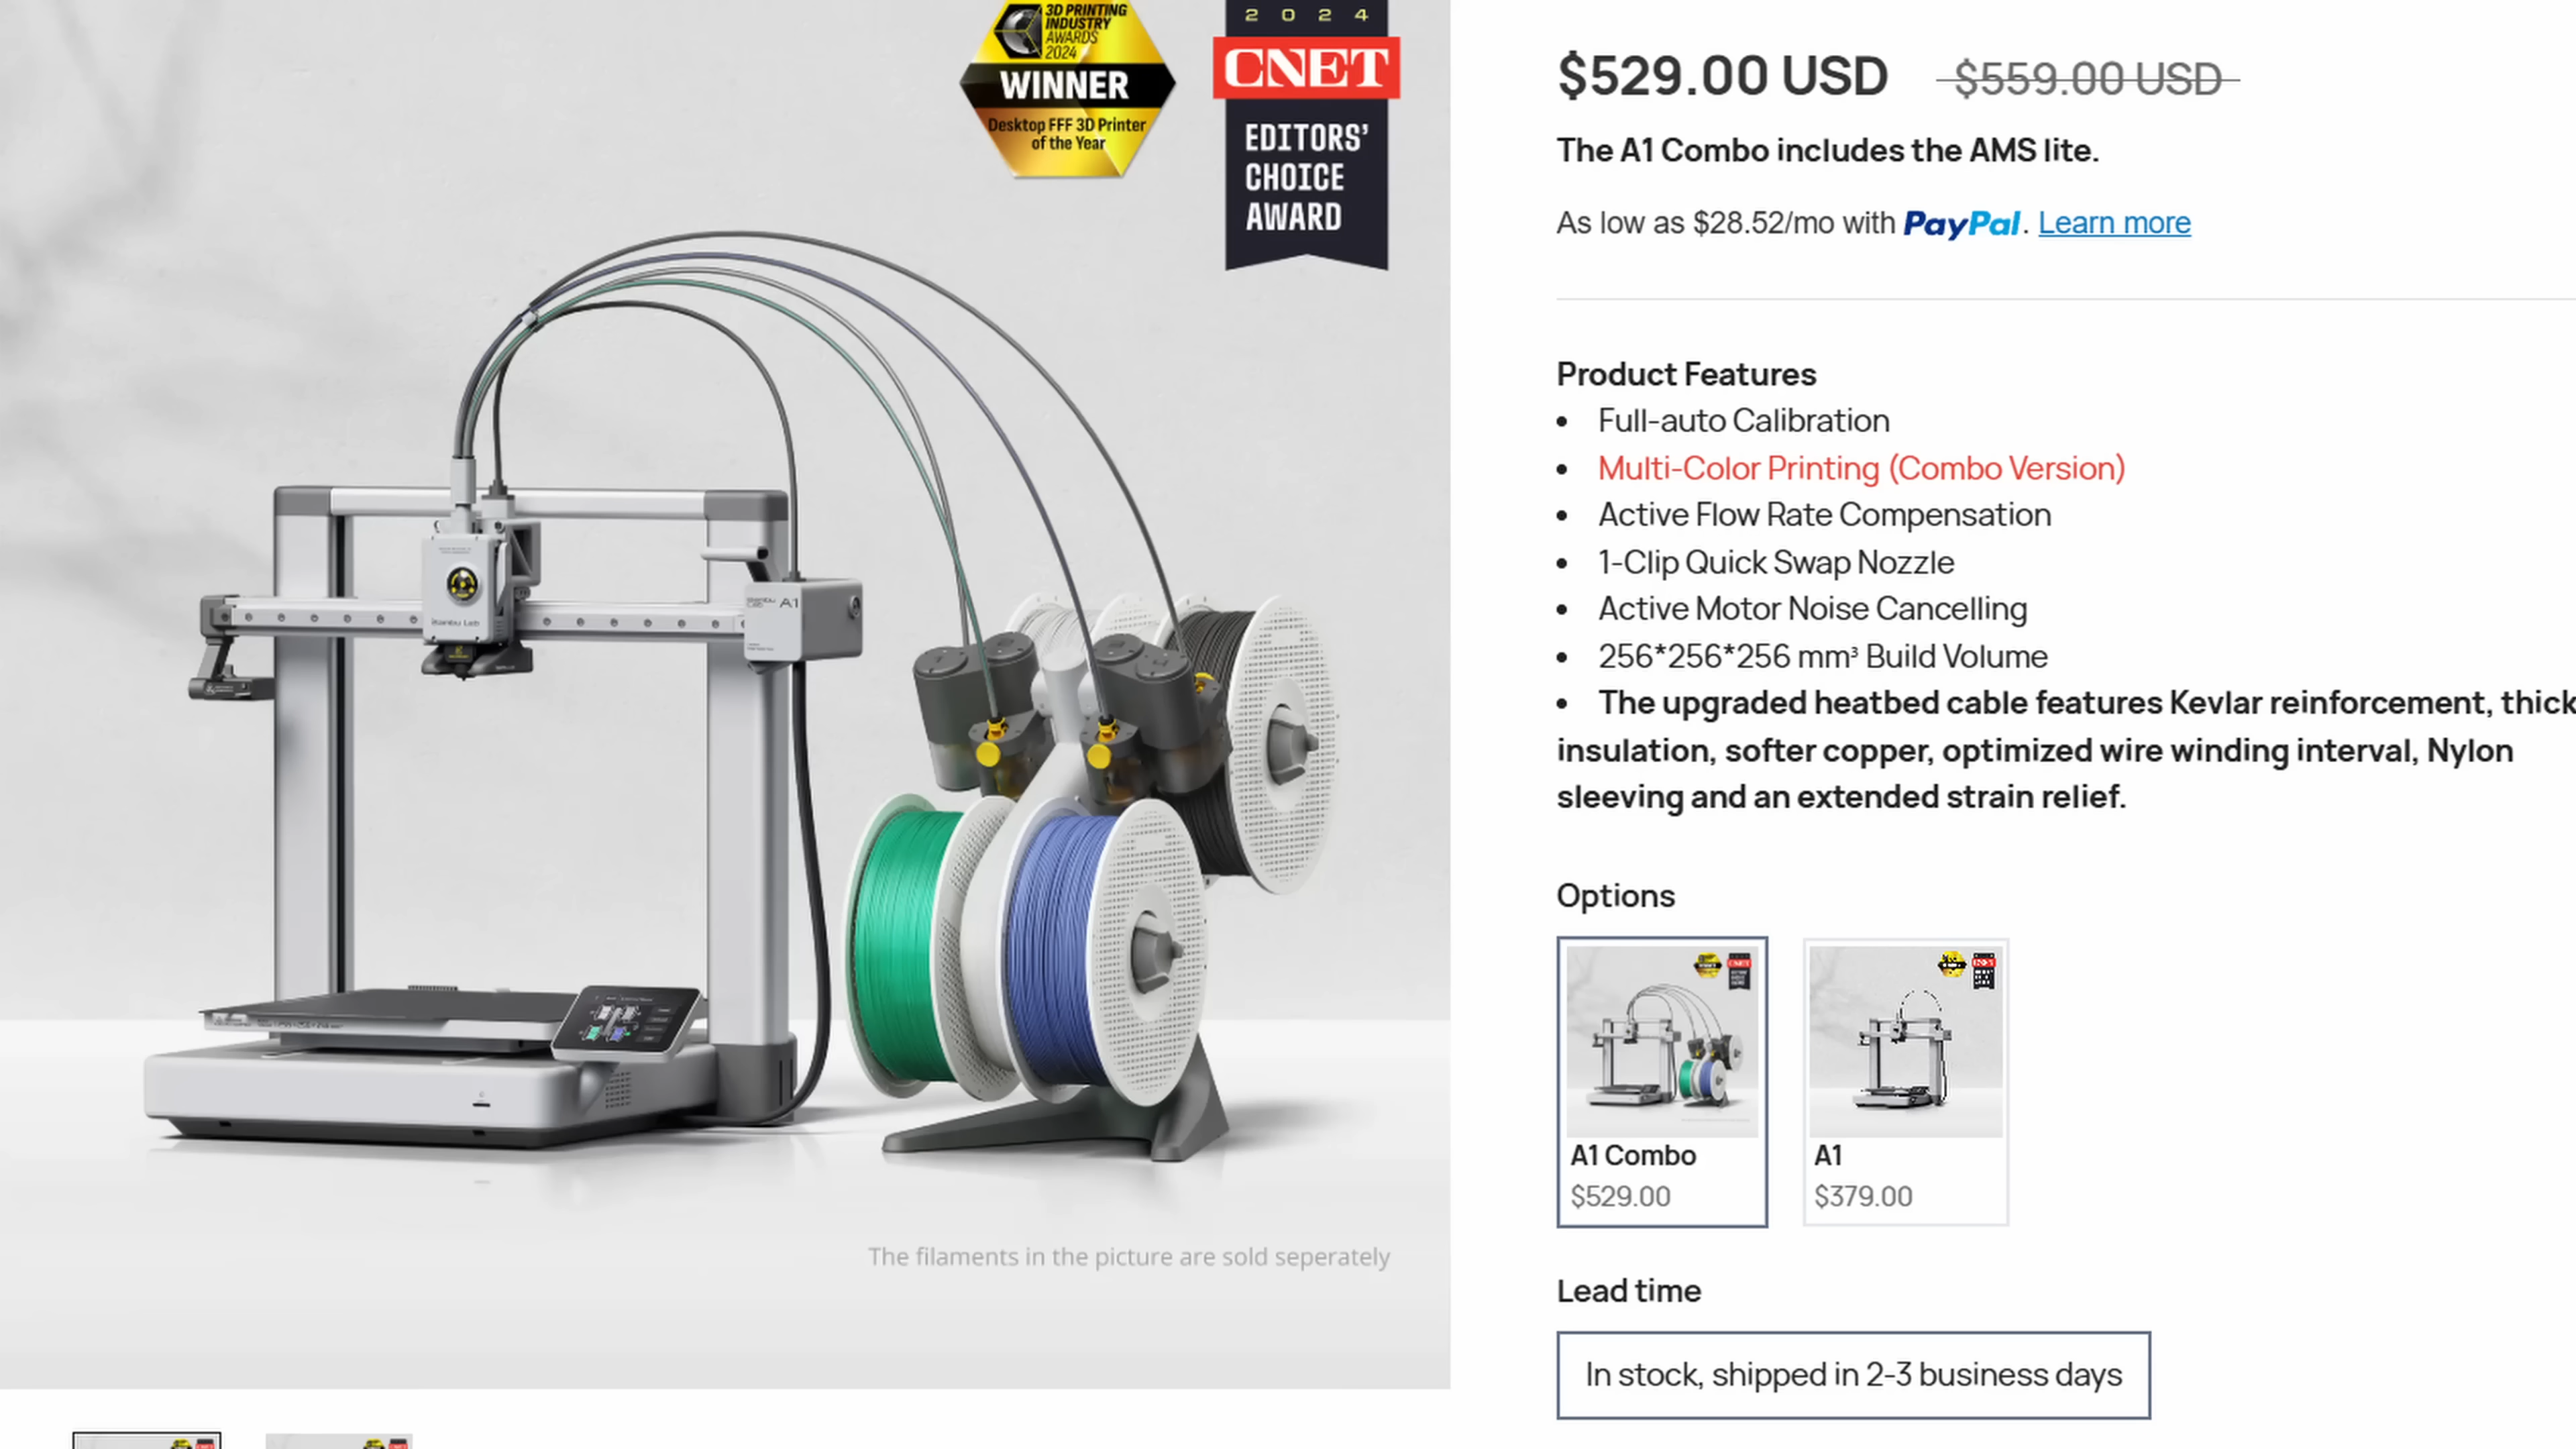 3D PRINTING
INDUSTRY
AWARDS
2024
WINNER
Desktop FFF 3D Printer
of the Year
2024
CNET
EDITORS'
CHOICE
AWARD
Bambu Lab
Bambu
Lab A1
The filaments in the picture are sold seperately
$529.00 USD $559.00 USD
The A1 Combo includes the AMS lite.
As low as $28.52/mo with PayPal. Learn more
Product Features
• Full-auto Calibration
• Multi-Color Printing (Combo Version)
• Active Flow Rate Compensation
• 1-Clip Quick Swap Nozzle
• Active Motor Noise Cancelling
• 256*256*256 mm³ Build Volume
• The upgraded heatbed cable features Kevlar reinforcement, thick
insulation, softer copper, optimized wire winding interval, Nylon
sleeving and an extended strain relief.
Options
A1 Combo
$529.00
A1
$379.00
Lead time
In stock, shipped in 2-3 business days